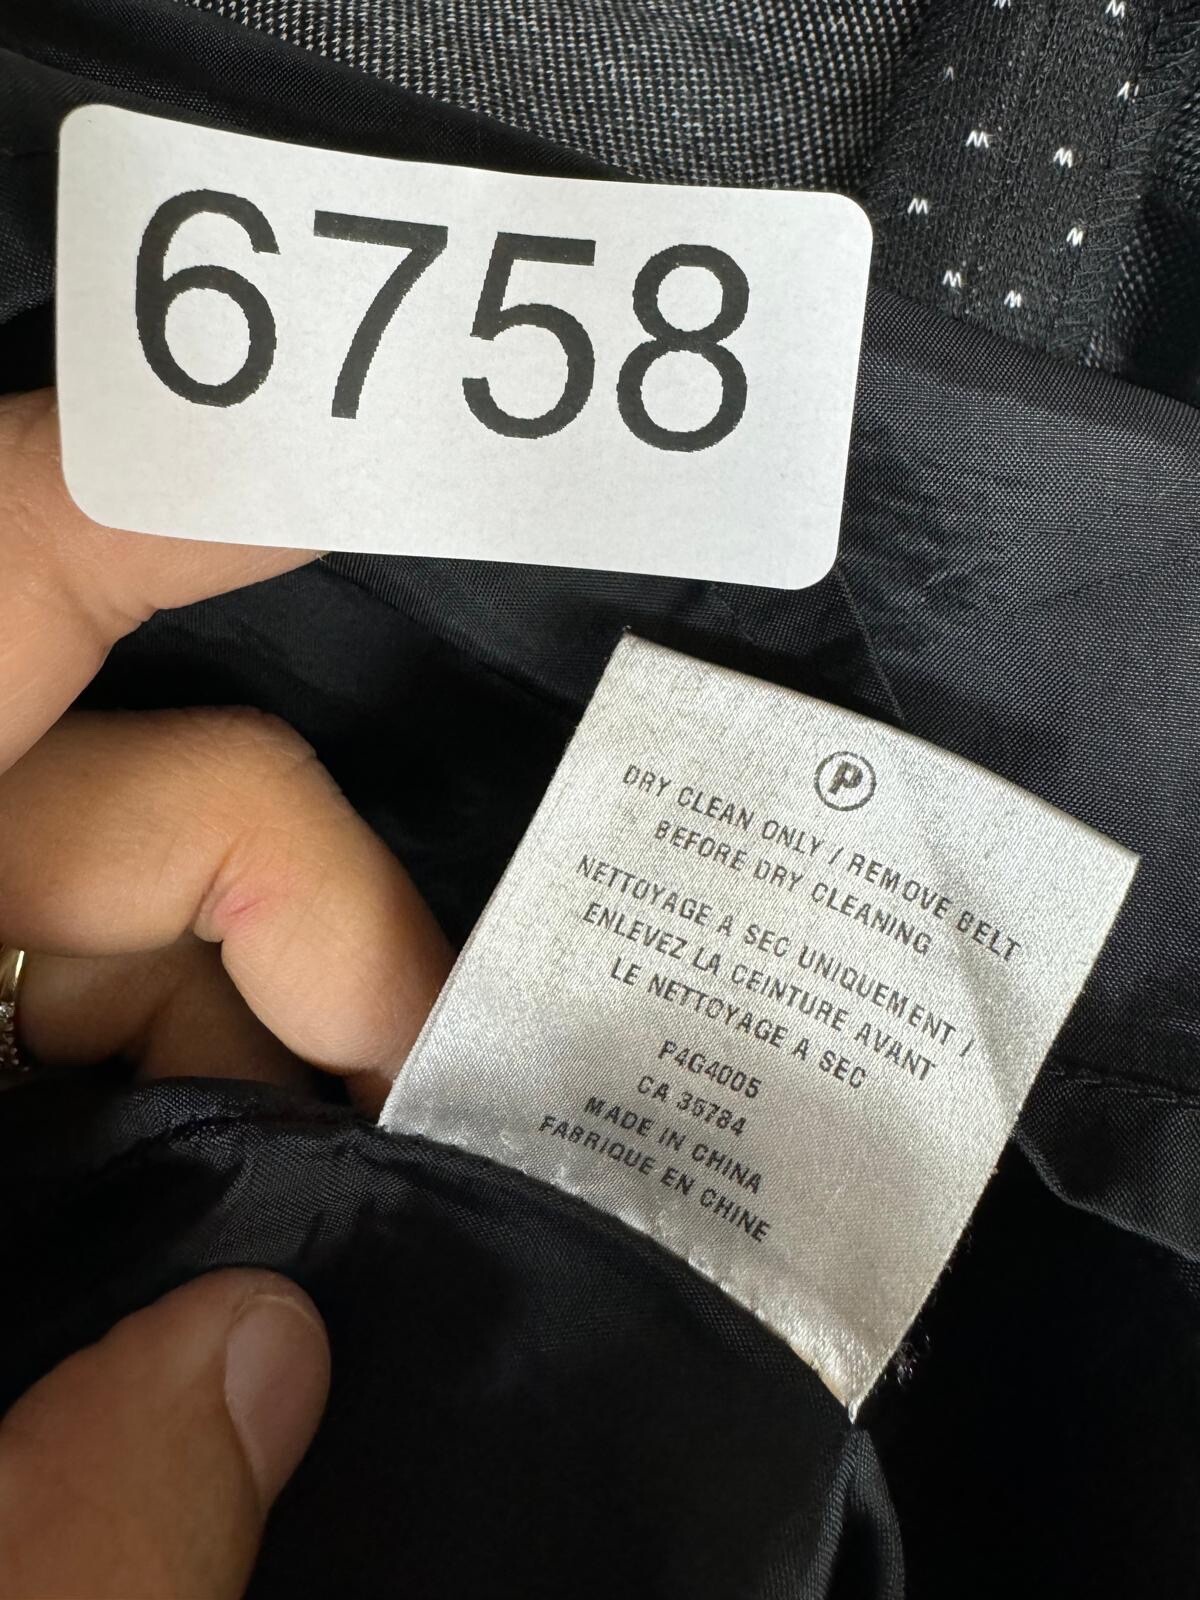 6758
P
DRY CLEAN ONLY / REMOVE BELT
BEFORE DRY CLEANING
NETTOYAGE A SEC UNIQUEMENT /
ENLEVEZ LA CEINTURE AVANT
LE NETTOYAGE A SEC
P4G4005
CA 35784
MADE IN CHINA
FABRIQUE EN CHINE